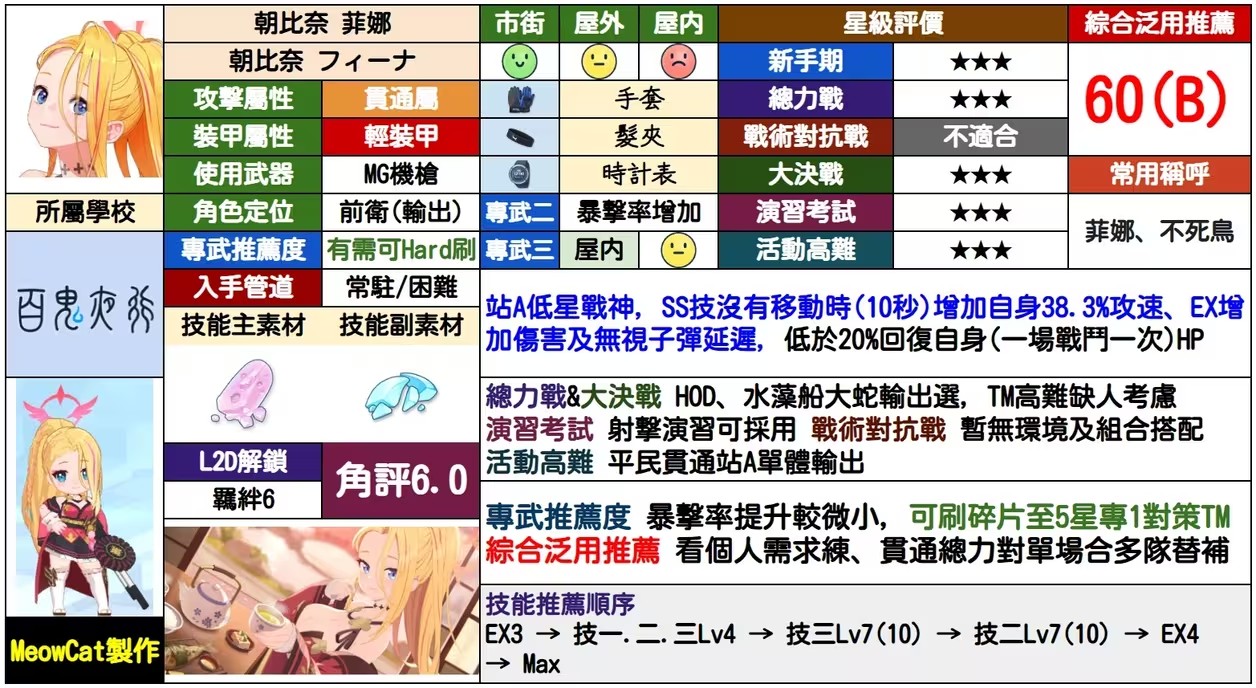 朝比奈 菲娜
朝比奈 フィーナ
攻擊屬性 貫通屬
裝甲屬性 輕裝甲
使用武器 MG機槍
所屬學校
角色定位 前衛(輸出)
專武推薦度 有需可Hard刷
百鬼夜行
入手管道 常駐/困難
技能主素材 技能副素材
L2D解鎖
羈絆6
角評6.0
MeowCat製作
市街 屋外 屋内
手套
髮夾
時計表
專武二 暴擊率增加
專武三 屋内
星級評價
新手期 ★★★
總力戰 ★★★
戰術對抗戰 不適合
大決戰 ★★★
演習考試 ★★★
活動高難 ★★★
綜合泛用推薦
60(B)
常用稱呼
菲娜、不死鳥
站A低星戰神, SS技沒有移動時(10秒)增加自身38.3%攻速、EX增
加傷害及無視子彈延遲, 低於20%回復自身(一場戰鬥一次)HP
總力戰&大決戰 HOD、水藻船大蛇輸出選, TM高難缺人考慮
演習考試 射擊演習可採用 戰術對抗戰 暫無環境及組合搭配
活動高難 平民貫通站A單體輸出
專武推薦度 暴擊率提升較微小, 可刷碎片至5星專1對策TM
綜合泛用推薦 看個人需求練、貫通總力對單場合多隊替補
技能推薦順序
EX3 → 技一.二.三Lv4 → 技三Lv7(10) → 技二Lv7(10) → EX4
→ Max